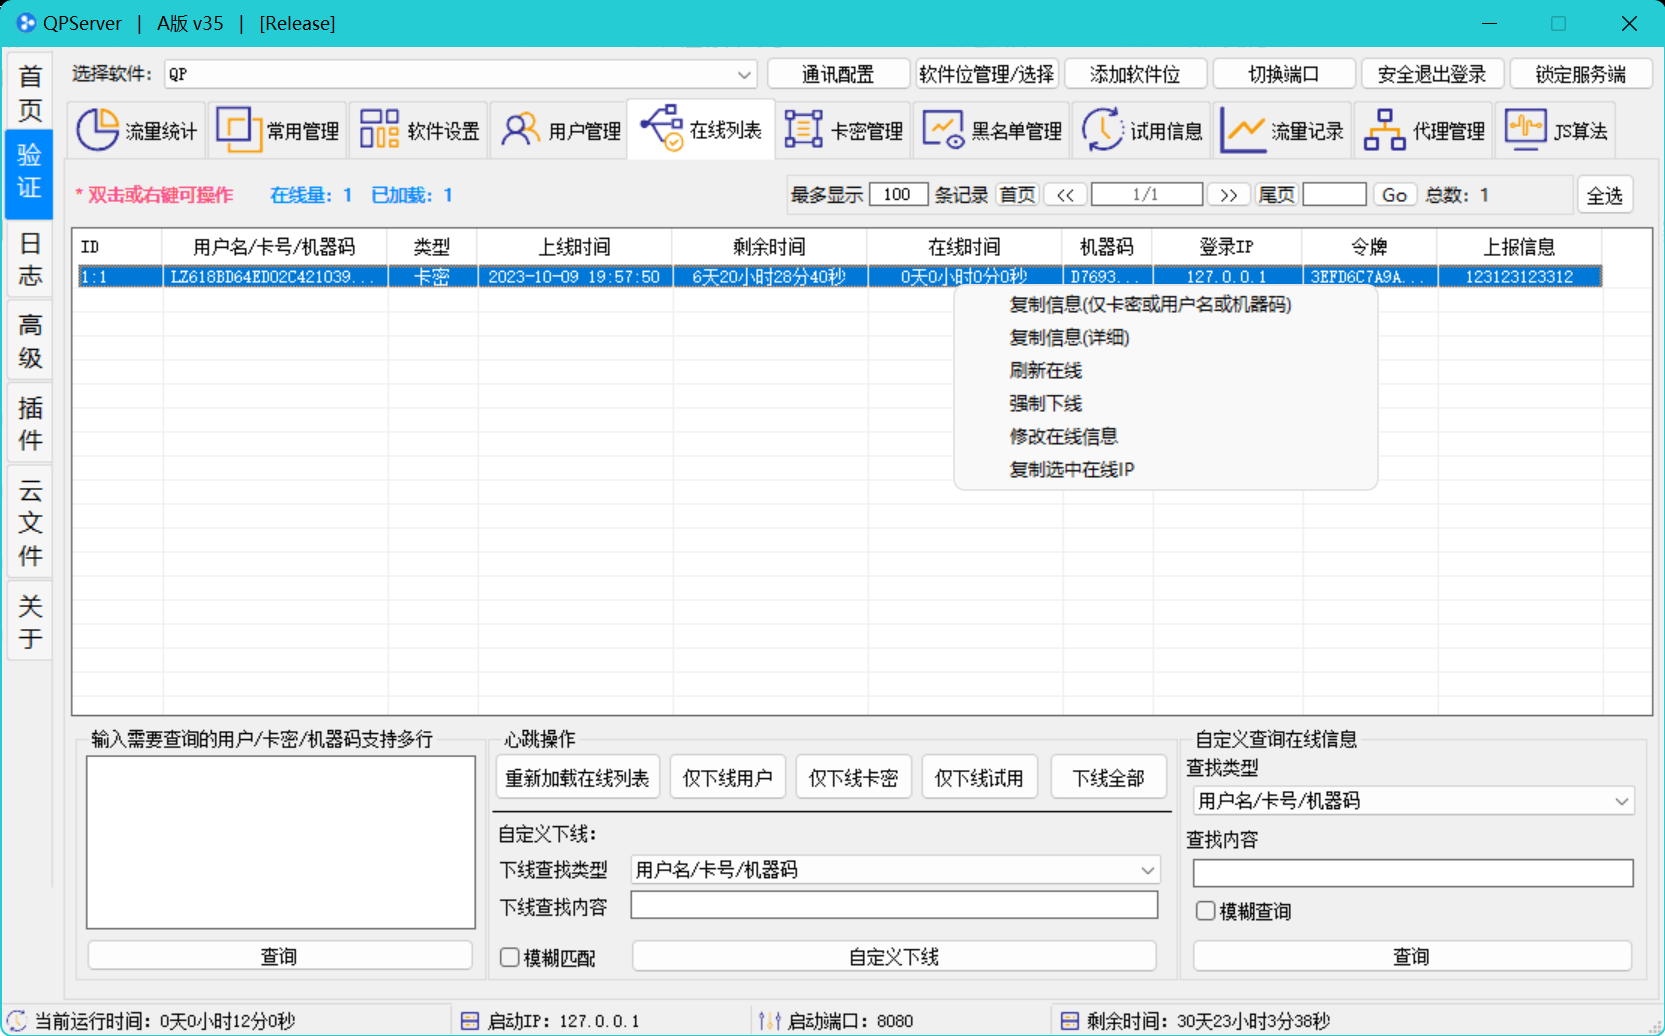 QPServer | A版 v35 | [Release]
首页
验证
日志
高级
插件
云文件
关于
选择软件: QP 通讯配置 软件位管理/选择 添加软件位 切换端口 安全退出登录 锁定服务端
流量统计 常用管理 软件设置 用户管理 在线列表 卡密管理 黑名单管理 试用信息 流量记录 代理管理 JS算法
* 双击或右键可操作 在线量: 1 已加载: 1 最多显示 100 条记录 首页 << 1/1 >> 尾页 Go 总数: 1 全选
ID 用户名/卡号/机器码 类型 上线时间 剩余时间 在线时间 机器码 登录IP 令牌 上报信息
1:1 LZ618BD64ED02C421039... 卡密 2023-10-09 19:57:50 6天20小时28分40秒 0天0小时0分0秒 D7693... 127.0.0.1 3EFD6C7A9A... 123123123312
复制信息(仅卡密或用户名或机器码)
复制信息(详细)
刷新在线
强制下线
修改在线信息
复制选中在线IP
输入需要查询的用户/卡密/机器码支持多行
查询
心跳操作
重新加载在线列表 仅下线用户 仅下线卡密 仅下线试用 下线全部
自定义下线:
下线查找类型 用户名/卡号/机器码
下线查找内容
模糊匹配 自定义下线
自定义查询在线信息
查找类型
用户名/卡号/机器码
查找内容
模糊查询
查询
当前运行时间: 0天0小时12分0秒 启动IP: 127.0.0.1 启动端口: 8080 剩余时间: 30天23小时3分38秒